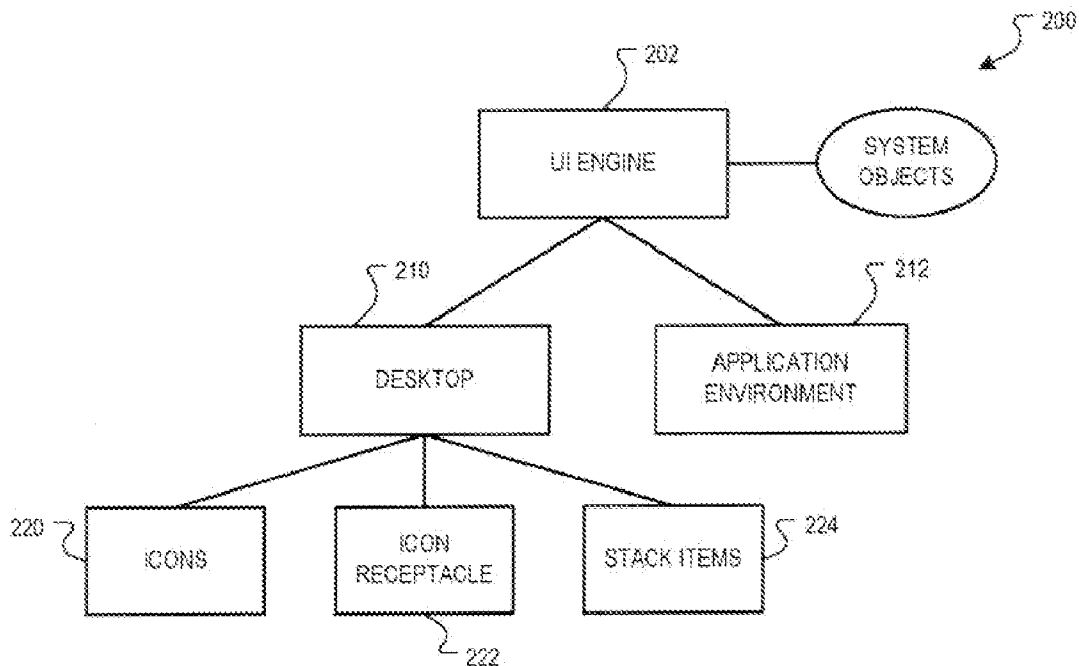 200
202
UI ENGINE
SYSTEM
OBJECTS
210
212
DESKTOP
APPLICATION
ENVIRONMENT
220
ICONS
ICON
RECEPTACLE
STACK ITEMS
224
222